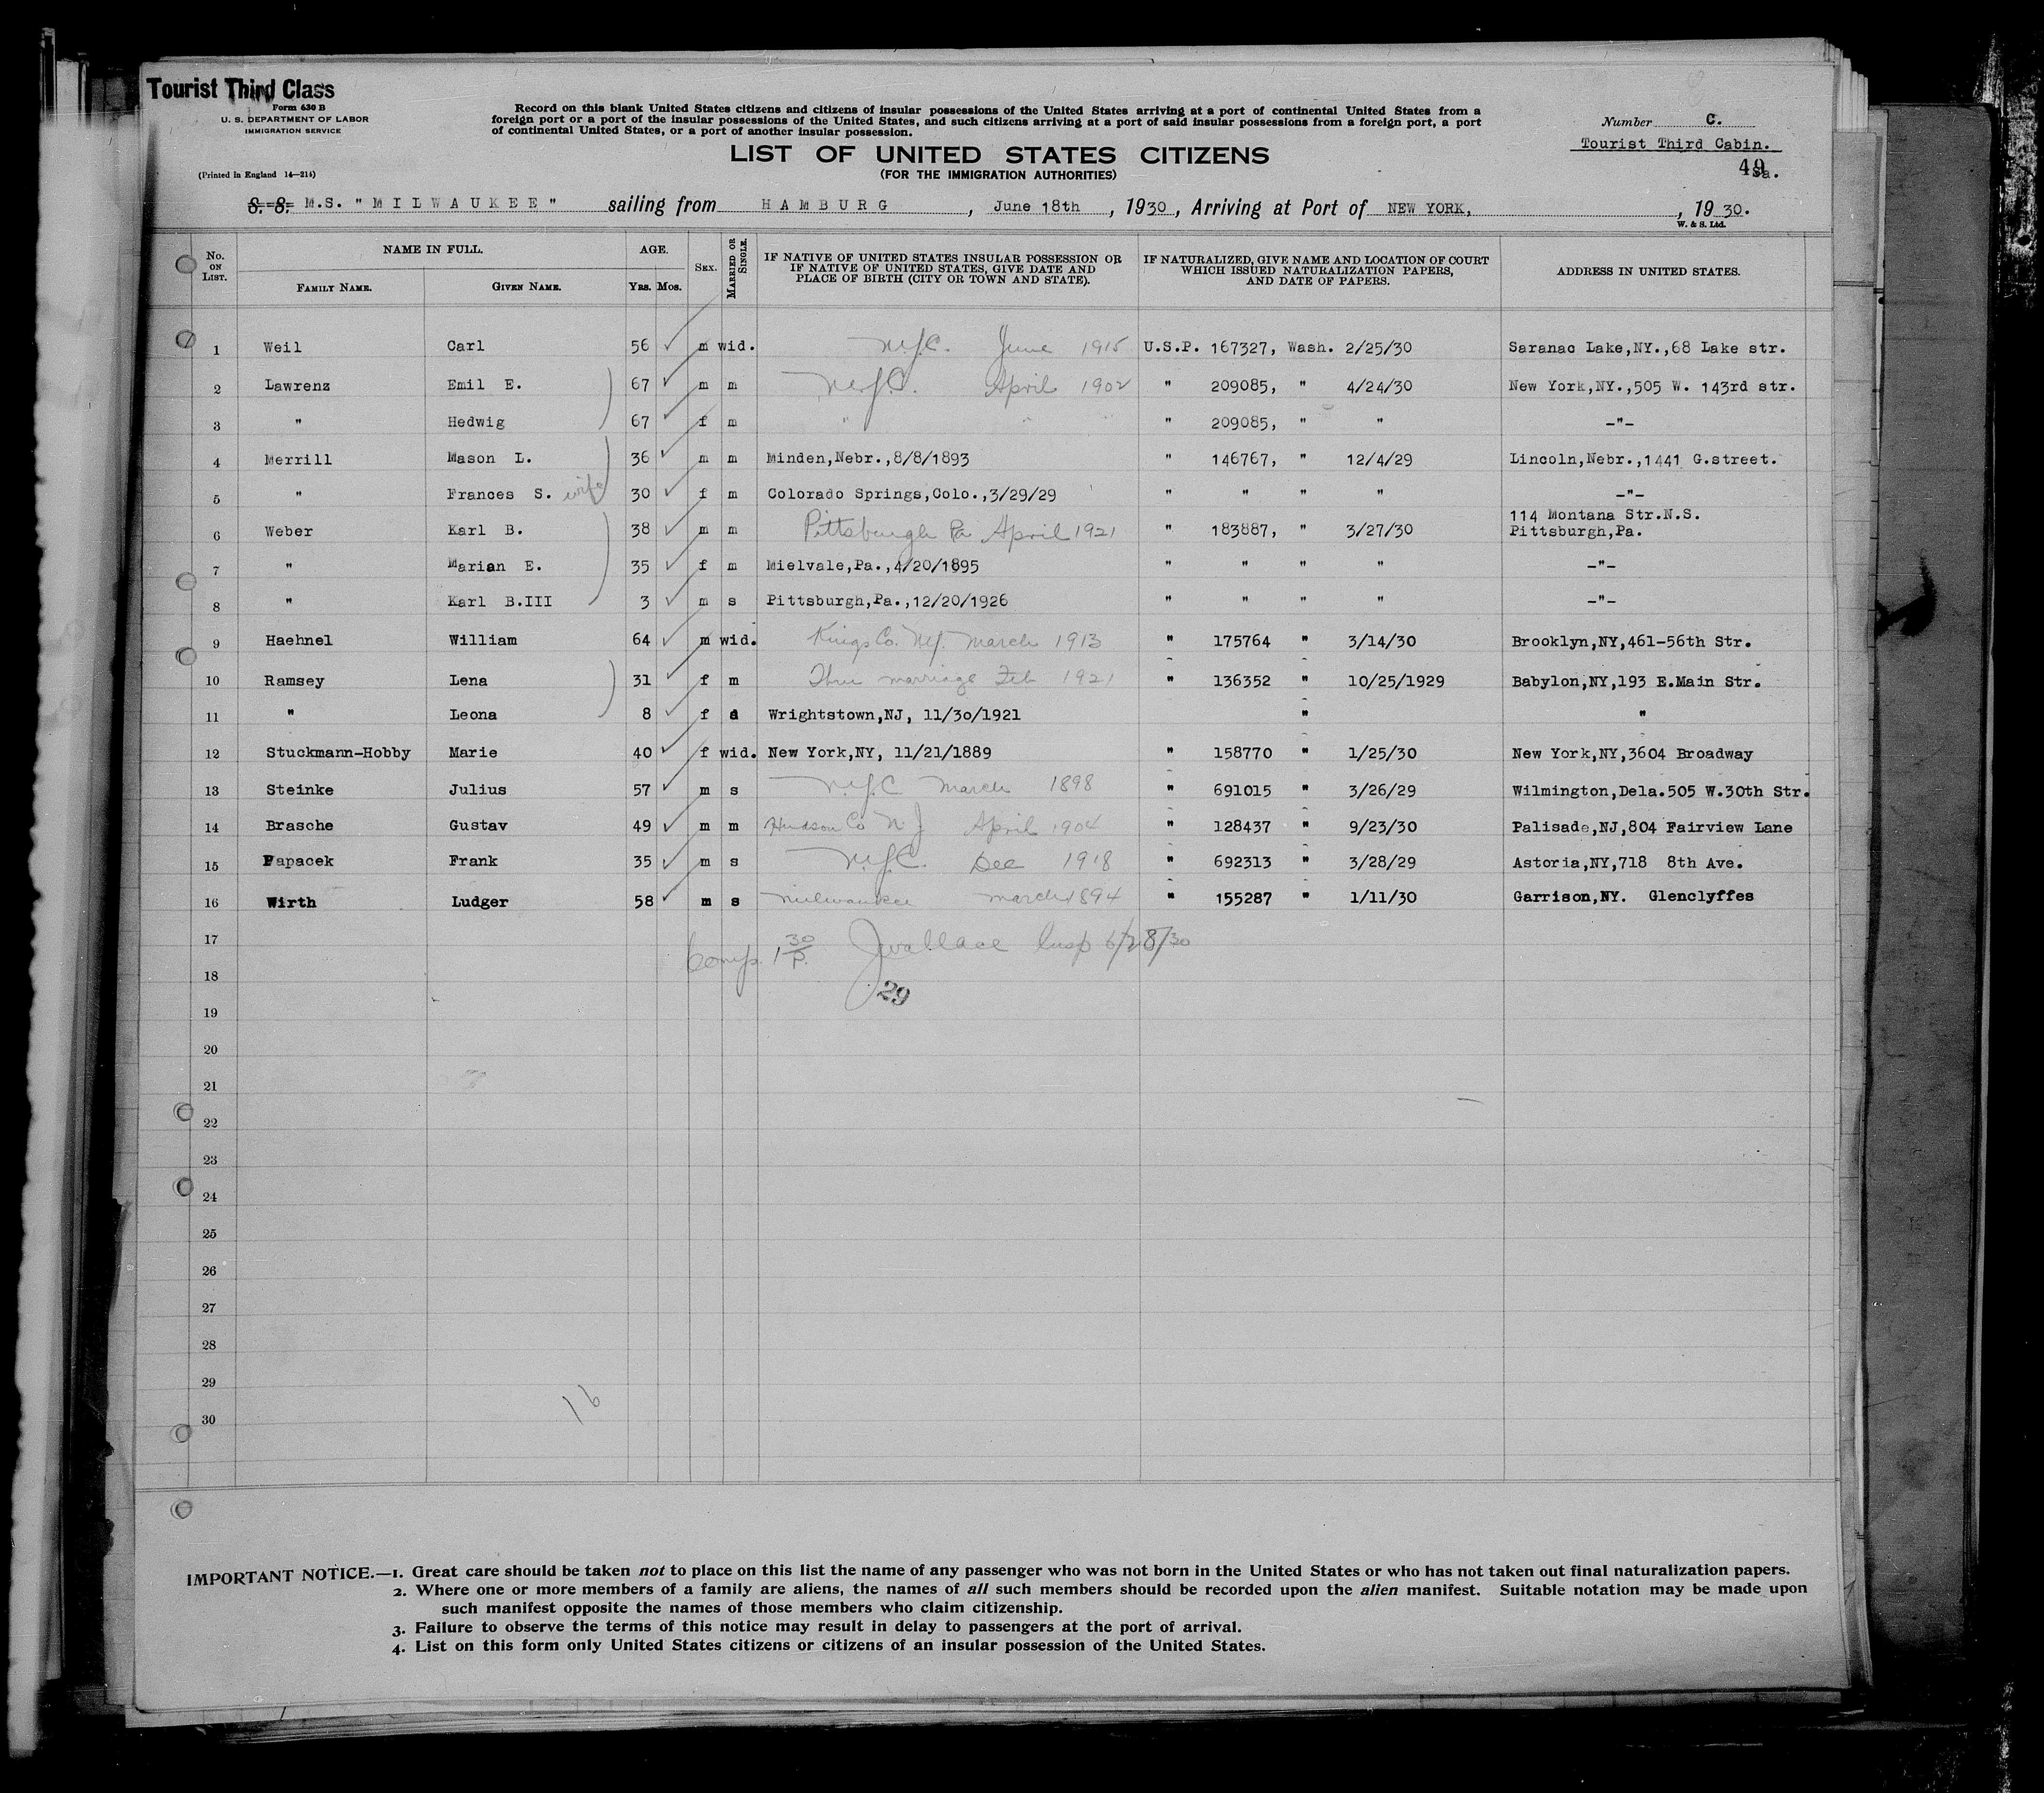 Tourist Third Class
Form 630 B
U. S. DEPARTMENT OF LABOR
IMMIGRATION SERVICE
(Printed in England 14—214)
Record on this blank United States citizens and citizens of insular possessions of the United States arriving at a port of continental United States from a
foreign port or a port of the insular possessions of the United States, and such citizens arriving at a port of said insular possessions from a foreign port, a port
of continental United States, or a port of another insular possession.
LIST OF UNITED STATES CITIZENS
(FOR THE IMMIGRATION AUTHORITIES)
Number C.
Tourist Third Cabin.
49
S. S. M.S. "MILWAUKEE" sailing from HAMBURG, June 18th, 1930, Arriving at Port of NEW YORK, , 1930.
W. & S. Ltd.
No. ON LIST. NAME IN FULL. FAMILY NAME. GIVEN NAME. AGE. YRS. MOS. SEX. MARRIED OR SINGLE. IF NATIVE OF UNITED STATES INSULAR POSSESSION OR IF NATIVE OF UNITED STATES, GIVE DATE AND PLACE OF BIRTH (CITY OR TOWN AND STATE). IF NATURALIZED, GIVE NAME AND LOCATION OF COURT WHICH ISSUED NATURALIZATION PAPERS, AND DATE OF PAPERS. ADDRESS IN UNITED STATES.
1 Weil Carl 56 ✓ m wid. N.Y.C. June 1915 U.S.P. 167327, Wash. 2/25/30 Saranac Lake,NY.,68 Lake str.
2 Lawrenz Emil E. 67 ✓ m m N.Y.C. April 1902 " 209085, " 4/24/30 New York,NY.,505 W. 143rd str.
3 " Hedwig 67 ✓ f m " " " " 209085, " " -"-
4 Merrill Mason L. 36 ✓ m m Minden,Nebr.,8/8/1893 " 146767, " 12/4/29 Lincoln,Nebr.,1441 G.street.
5 " Frances S. wife 30 ✓ f m Colorado Springs,Colo.,3/29/29 " " " " -"-
6 Weber Karl B. 38 ✓ m m Pittsburgh Pa April 1921 " 183887, " 3/27/30 114 Montana Str.N.S. Pittsburgh,Pa.
7 " Marian E. 35 ✓ f m Mielvale,Pa.,4/20/1895 " " " " -"-
8 " Karl B.III 3 ✓ m s Pittsburgh,Pa.,12/20/1926 " " " " -"-
9 Haehnel William 64 ✓ m wid. Kings Co. NY. March 1913 " 175764 " 3/14/30 Brooklyn,NY,461-56th Str.
10 Ramsey Lena 31 ✓ f m Thru marriage Feb 1921 " 136352 " 10/25/1929 Babylon,NY,193 E.Main Str.
11 " Leona 8 ✓ f Wrightstown,NJ, 11/30/1921 " "
12 Stuckmann-Hobby Marie 40 ✓ f wid. New York,NY, 11/21/1889 " 158770 " 1/25/30 New York,NY,3604 Broadway
13 Steinke Julius 57 ✓ m s N.Y.C March 1898 " 691015 " 3/26/29 Wilmington,Dela.505 W.30th Str.
14 Brasche Gustav 49 ✓ m m Hudson Co N.J April 1904 " 128437 " 9/23/30 Palisade,NJ,804 Fairview Lane
15 Papacek Frank 35 ✓ m s N.Y.C. Dec 1918 " 692313 " 3/28/29 Astoria,NY,718 8th Ave.
16 Wirth Ludger 58 ✓ m s Milwaukee March 1894 " 155287 " 1/11/30 Garrison,NY. Glenclyffes
17 Comp. 1 30/P. JWallace Insp 6/28/30
18
29
19
20
21
22
23
24
25
26
27
28
29
16
30
IMPORTANT NOTICE.—1. Great care should be taken not to place on this list the name of any passenger who was not born in the United States or who has not taken out final naturalization papers.
2. Where one or more members of a family are aliens, the names of all such members should be recorded upon the alien manifest. Suitable notation may be made upon
such manifest opposite the names of those members who claim citizenship.
3. Failure to observe the terms of this notice may result in delay to passengers at the port of arrival.
4. List on this form only United States citizens or citizens of an insular possession of the United States.